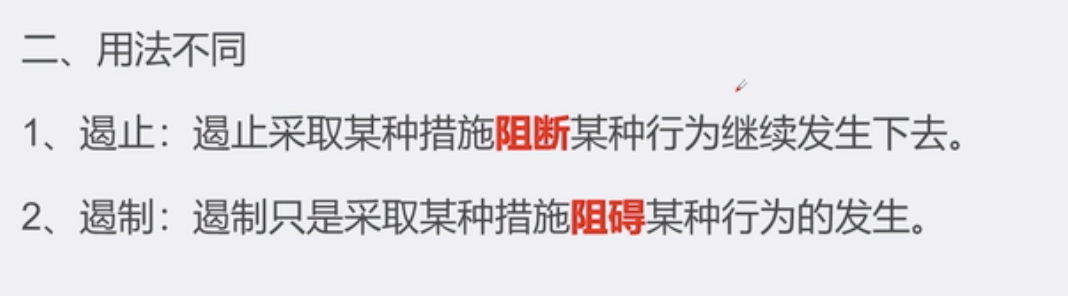 二、用法不同
1、遏止：遏止采取某种措施阻断某种行为继续发生下去。
2、遏制：遏制只是采取某种措施阻碍某种行为的发生。